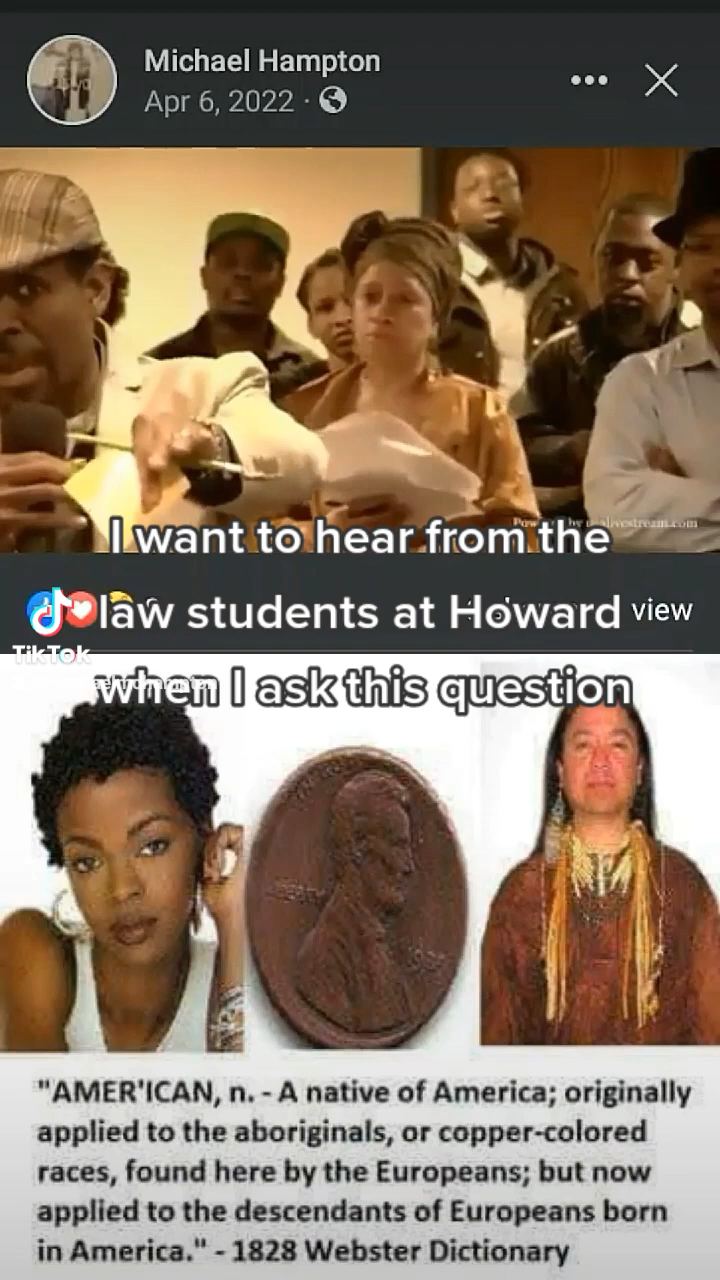 Michael Hampton
Apr 6, 2022
I want to hear from the
law students at Howard
view
TikTok
when I ask this question
"AMER'ICAN, n. - A native of America; originally
applied to the aboriginals, or copper-colored
races, found here by the Europeans; but now
applied to the descendants of Europeans born
in America." - 1828 Webster Dictionary